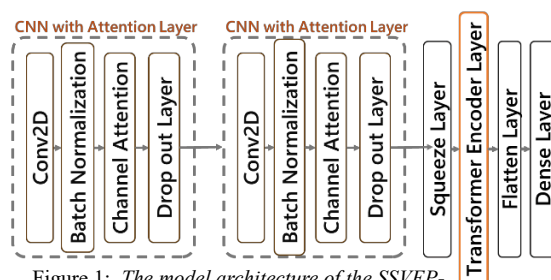 CNN with Attention Layer
Conv2D
Batch Normalization
Channel Attention
Drop out Layer
CNN with Attention Layer
Conv2D
Batch Normalization
Channel Attention
Drop out Layer
Squeeze Layer
Transformer Encoder Layer
Flatten Layer
Dense Layer
Figure 1: The model architecture of the SSVEP-